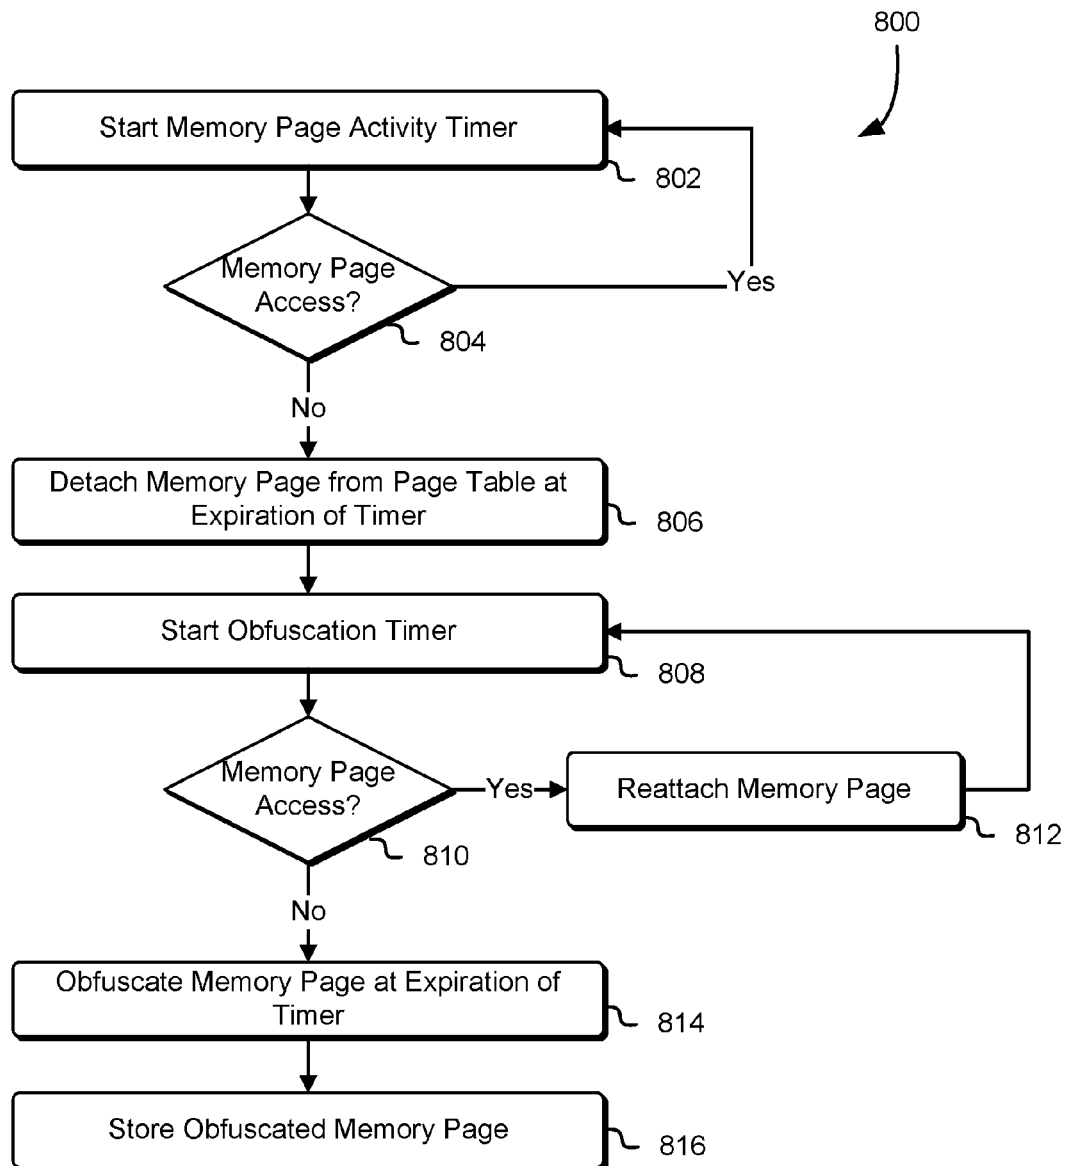 800
Start Memory Page Activity Timer
802
Memory Page
Access?
Yes
804
No
Detach Memory Page from Page Table at
Expiration of Timer
806
Start Obfuscation Timer
808
Memory Page
Access?
Yes
Reattach Memory Page
812
810
No
Obfuscate Memory Page at Expiration of
Timer
814
Store Obfuscated Memory Page
816